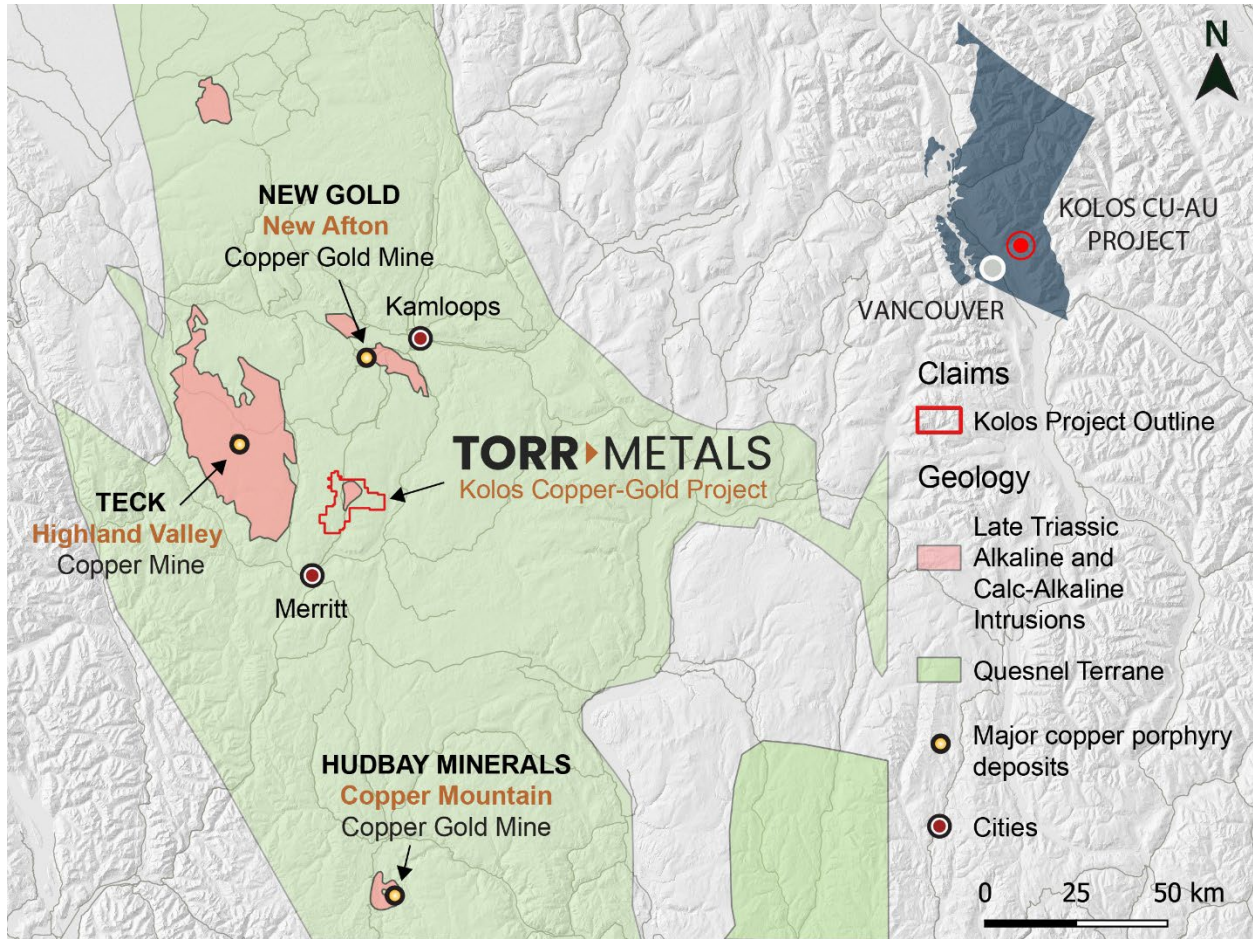 N
NEW GOLD
New Afton
Copper Gold Mine
Kamloops
KOLOS CU-AU
PROJECT
VANCOUVER
TECK
Highland Valley
Copper Mine
TORR METALS
Kolos Copper-Gold Project
Merritt
HUDBAY MINERALS
Copper Mountain
Copper Gold Mine
Claims
Kolos Project Outline
Geology
Late Triassic
Alkaline and
Calc-Alkaline
Intrusions
Quesnel Terrane
Major copper porphyry
deposits
Cities
0 25 50 km